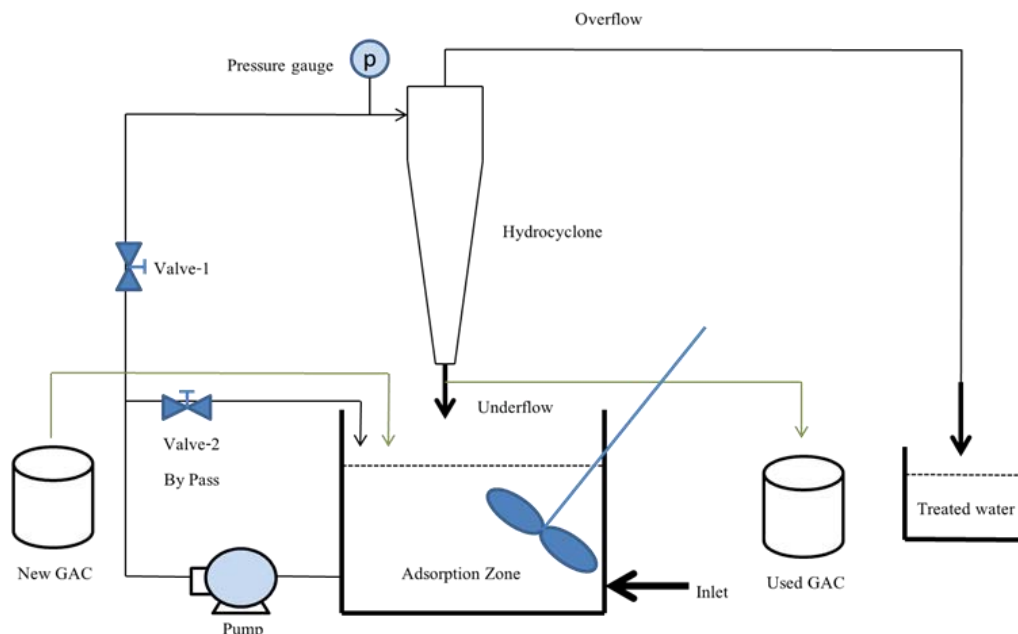 Overflow
Pressure gauge
p
Hydrocyclone
Valve-1
Underflow
Valve-2
By Pass
Treated water
New GAC
Adsorption Zone
Inlet
Used GAC
Pump